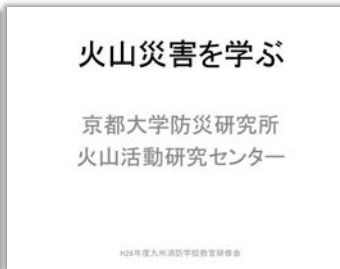 火山災害を学ぶ
京都大学防災研究所
火山活動研究センター
H26年度九州消防学校教官研修会